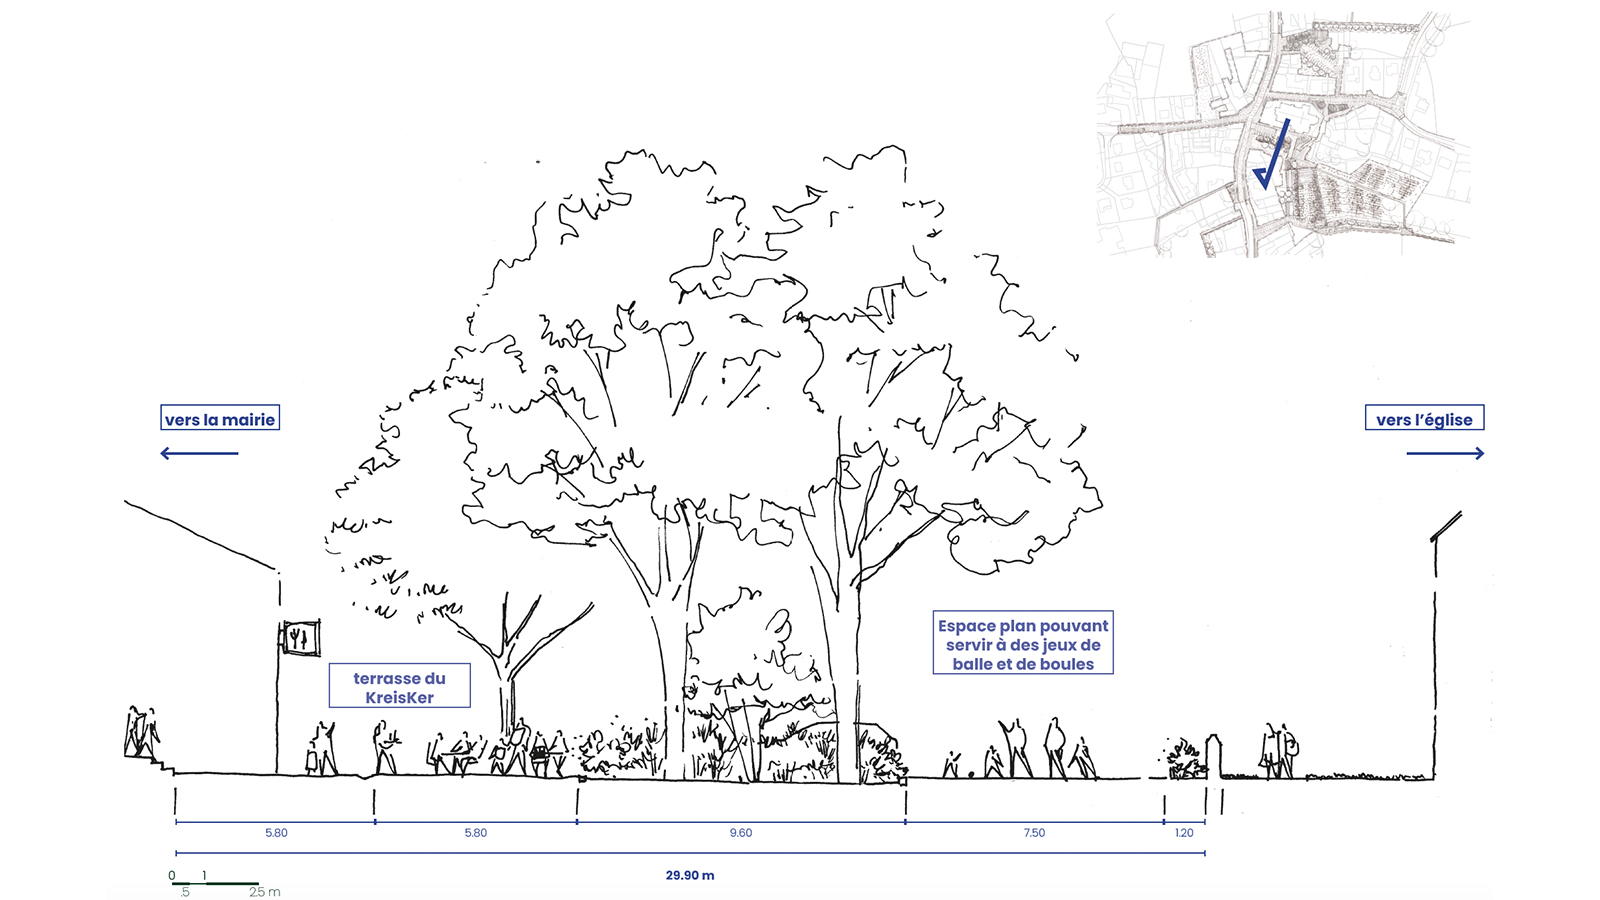 vers la mairie
vers l'église
Espace plan pouvant
servir à des jeux de
balle et de boules
terrasse du
KreisKer
5.80
5.80
9.60
7.50
1.20
29.90 m
0 1
.5 2.5 m